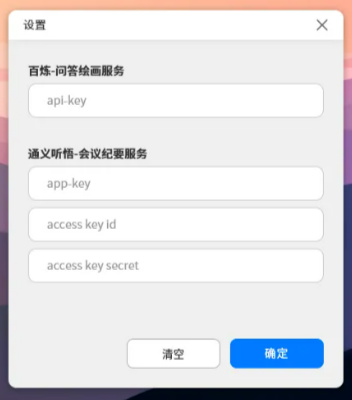 设置
百炼-问答绘画服务
api-key
通义听悟-会议纪要服务
app-key
access key id
access key secret
清空
确定